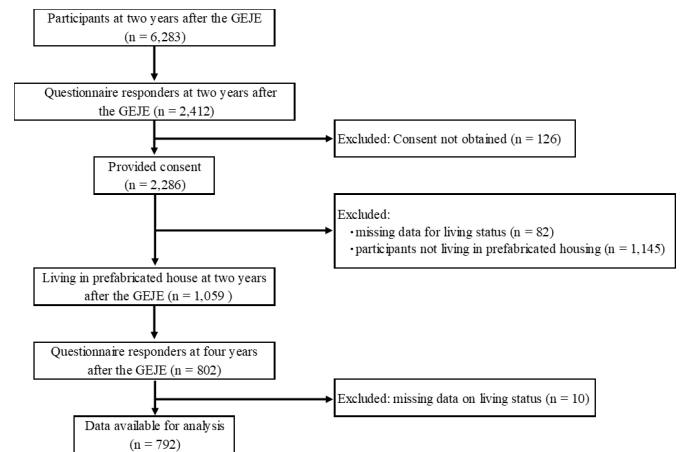 Participants at two years after the GEJE
(n = 6,283)
Questionnaire responders at two years after
the GEJE (n = 2,412)
Excluded: Consent not obtained (n = 126)
Provided consent
(n = 2,286)
Excluded:
・missing data for living status (n = 82)
・participants not living in prefabricated housing (n = 1,145)
Living in prefabricated house at two years
after the GEJE (n = 1,059 )
Questionnaire responders at four years
after the GEJE (n = 802)
Excluded: missing data on living status (n = 10)
Data available for analysis
(n = 792)